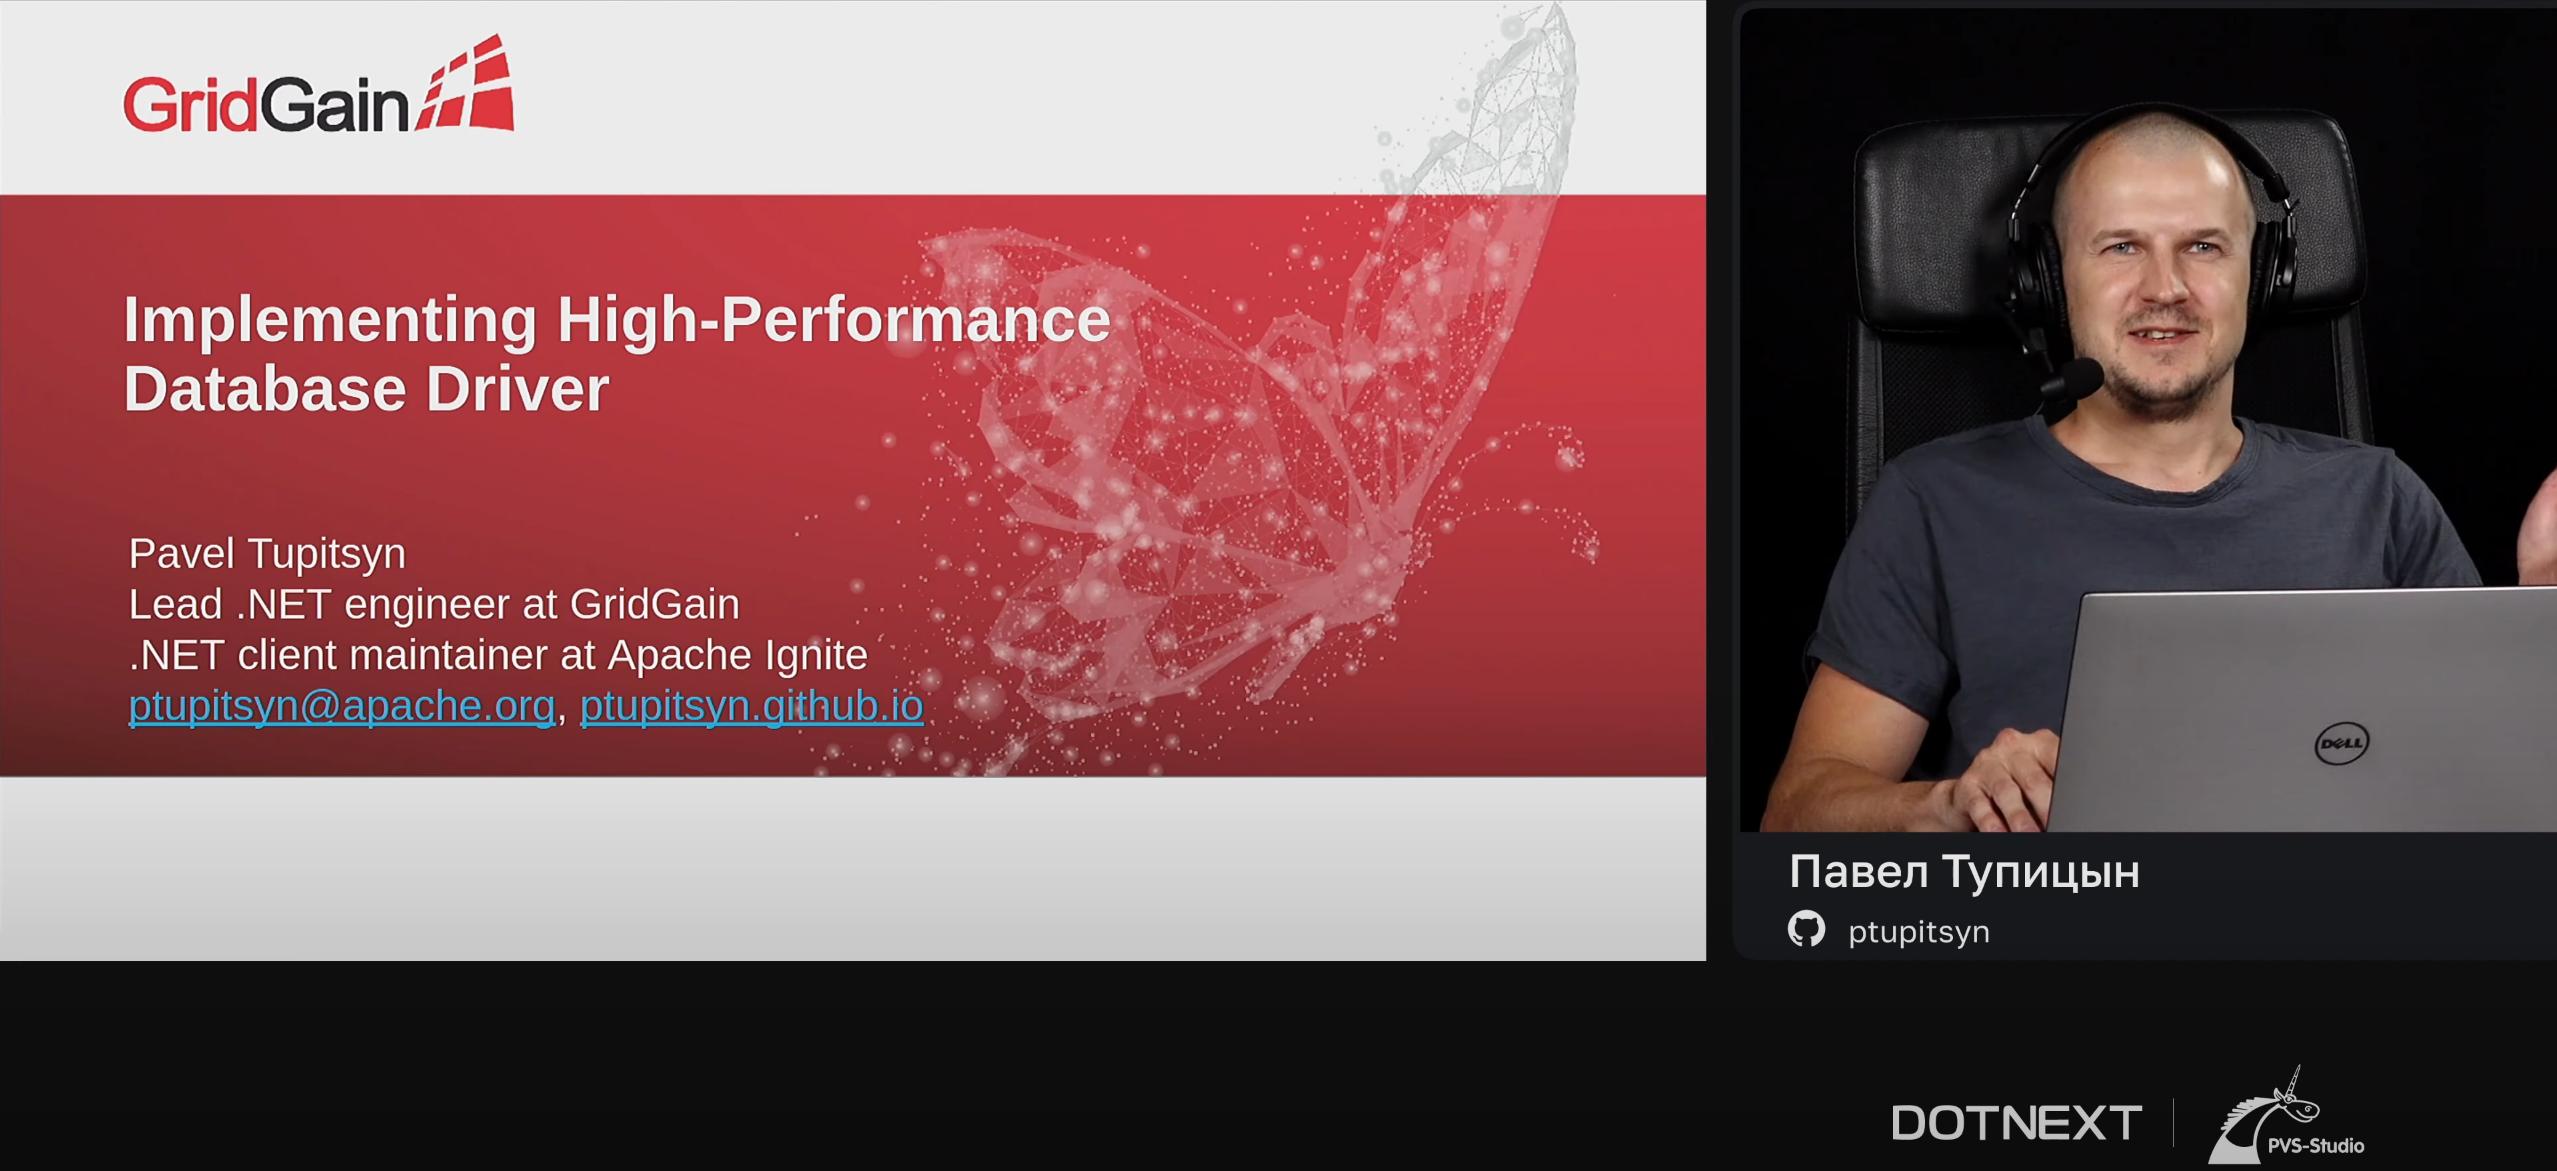 GridGain
Implementing High-Performance
Database Driver
Pavel Tupitsyn
Lead .NET engineer at GridGain
.NET client maintainer at Apache Ignite
ptupitsyn@apache.org, ptupitsyn.github.io
DELL
Павел Тупицын
ptupitsyn
DOTNEXT
PVS-Studio